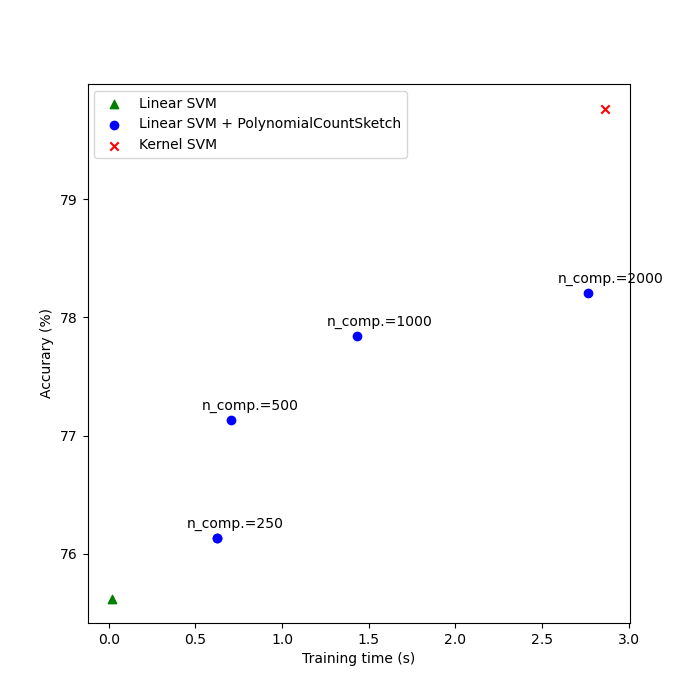 Linear SVM
Linear SVM + PolynomialCountSketch
Kernel SVM
79
n_comp.=2000
78
n_comp.=1000
n_comp.=500
77
n_comp.=250
76
Accurary (%)
0.0 0.5 1.0 1.5 2.0 2.5 3.0
Training time (s)